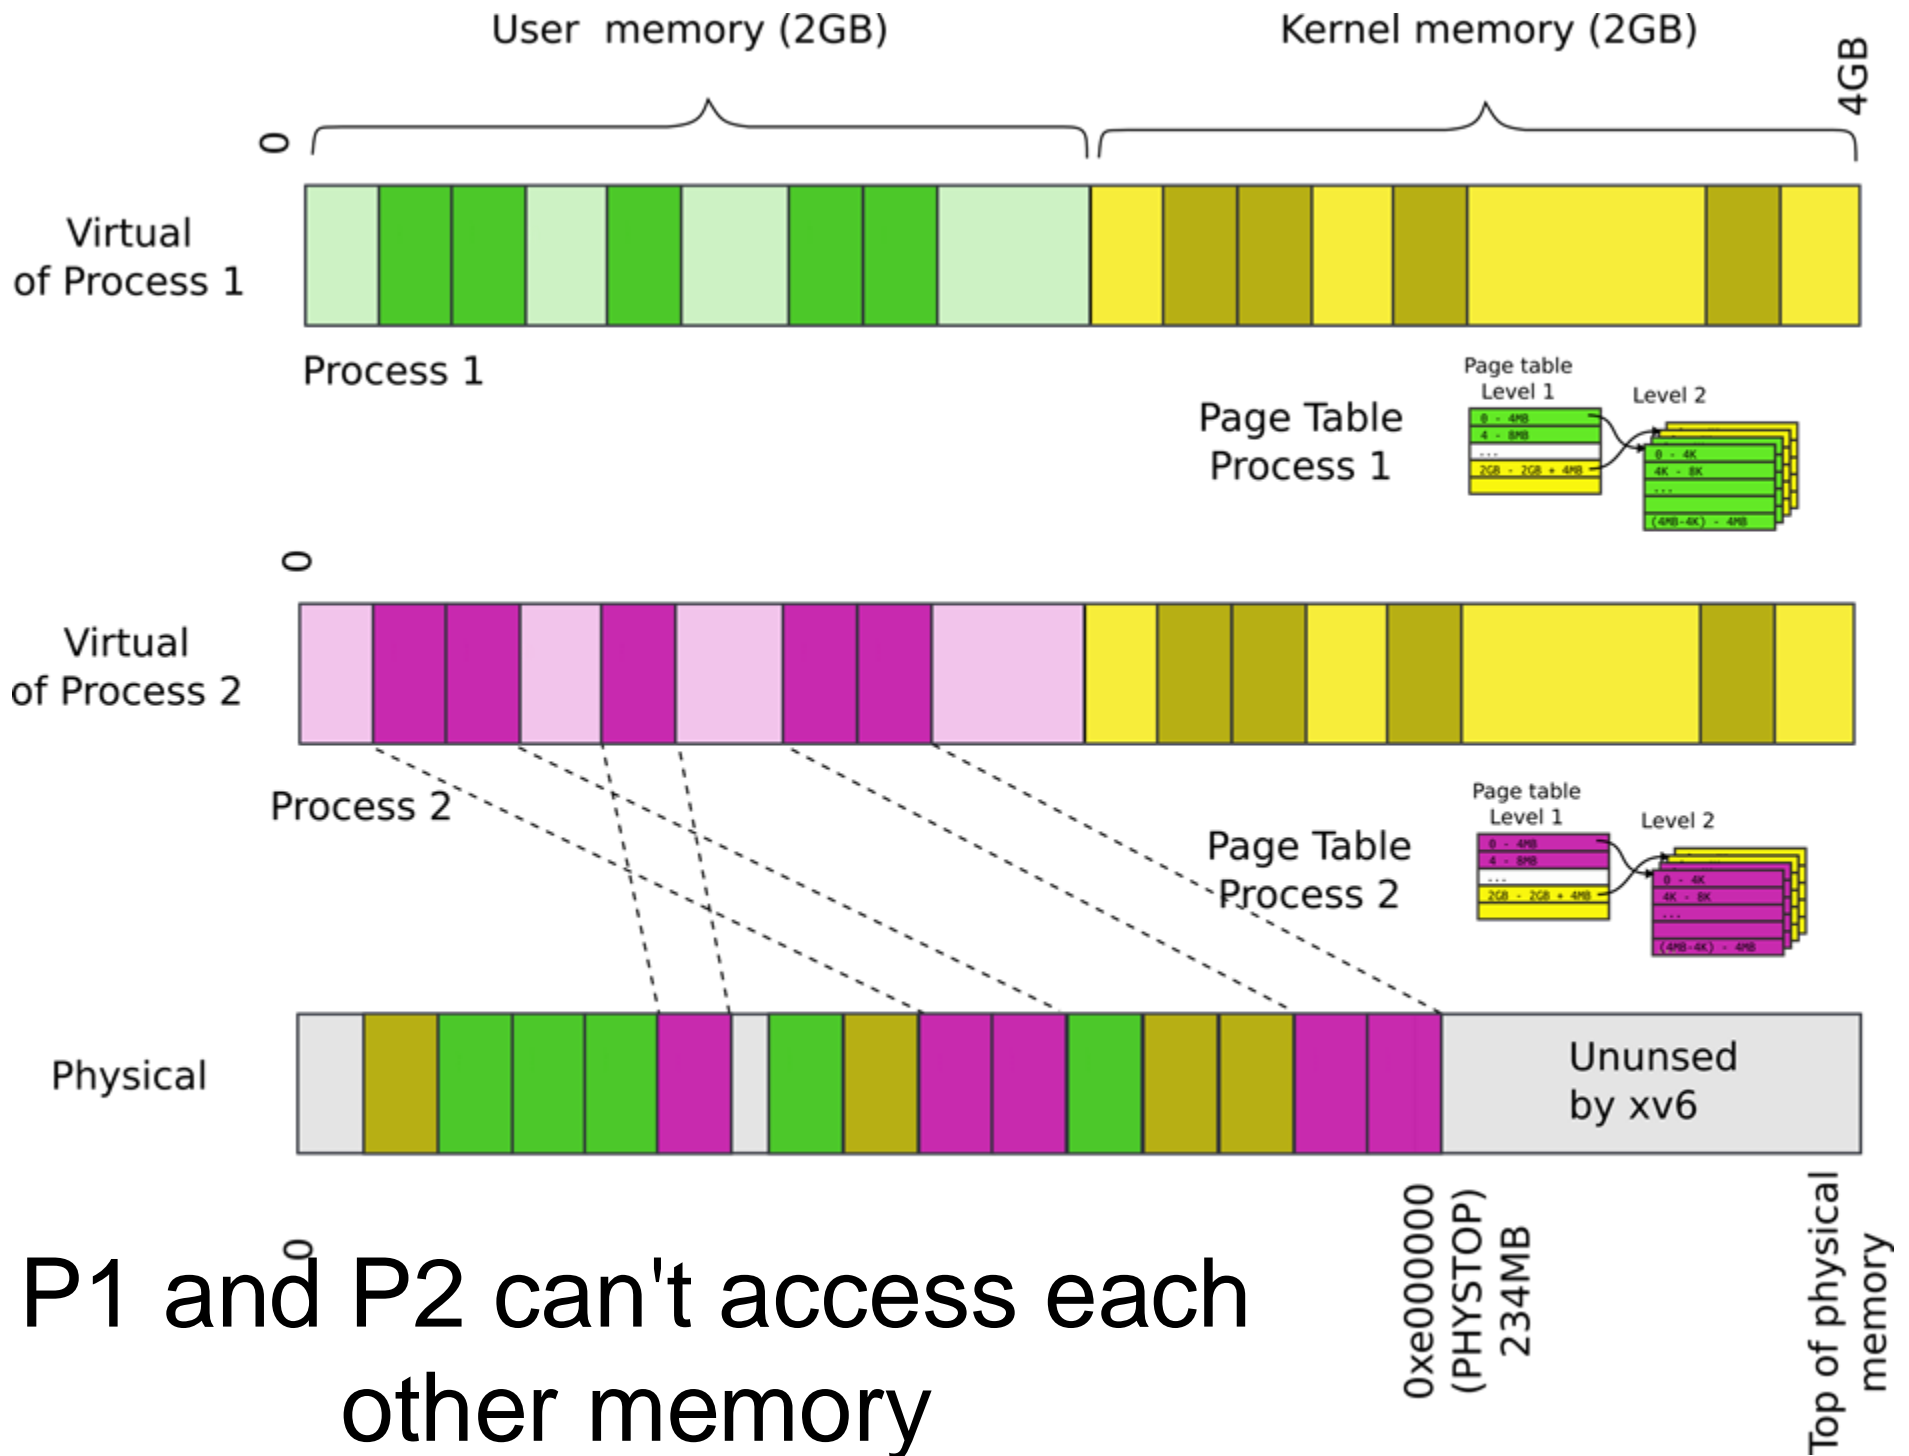 User  memory (2GB)
Kernel memory (2GB)
4GB
0
Virtual
of Process 1
Process 1
Page Table
Process 1
Page table
Level 1
Level 2
0 - 4MB
4 - 8MB
...
2GB - 2GB + 4MB
0 - 4K
4K - 8K
...
(4MB-4K) - 4MB
0
Virtual
of Process 2
Process 2
Page Table
Process 2
Page table
Level 1
Level 2
0 - 4MB
4 - 8MB
...
2GB - 2GB + 4MB
0 - 4K
4K - 8K
...
(4MB-4K) - 4MB
Physical
Ununsed
by xv6
0
0xe000000
(PHYSTOP)
234MB
Top of physical
memory
P1 and P2 can't access each
other memory